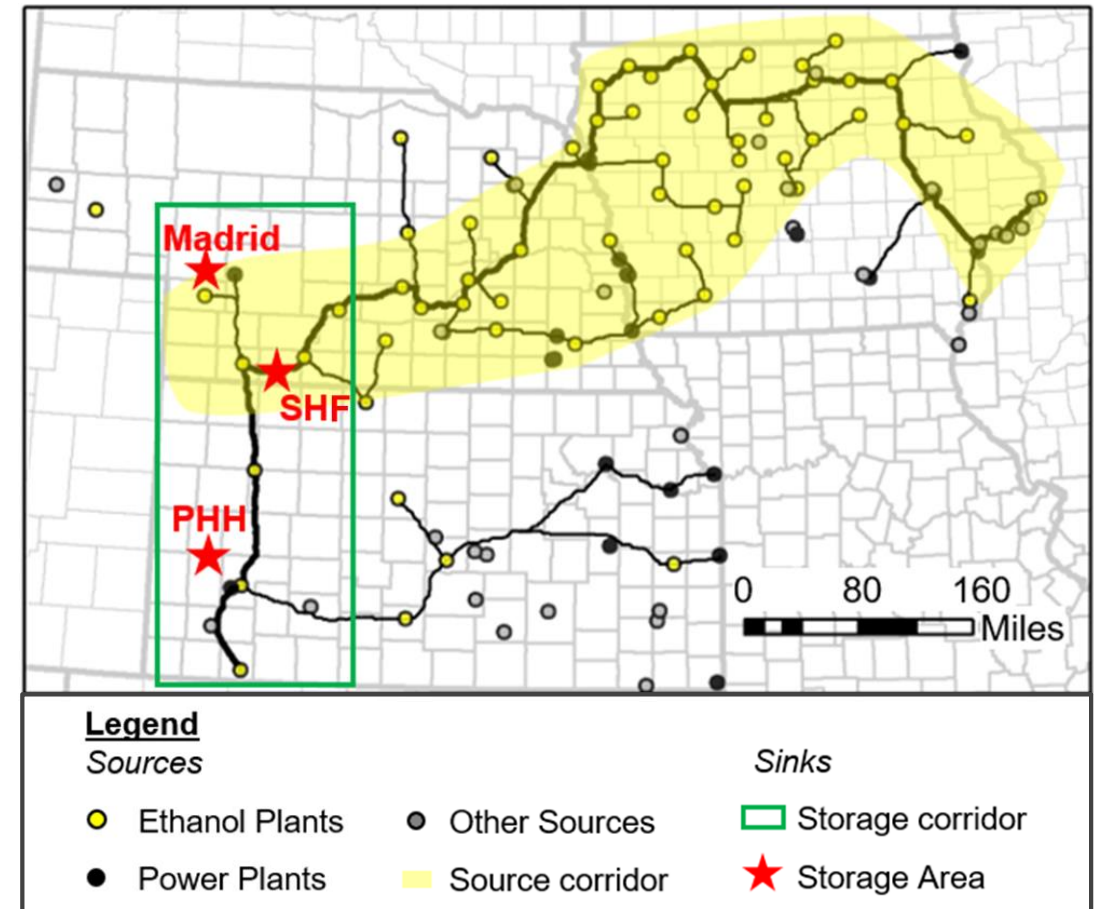 Madrid
SHF
PHH
0 80 160
Miles
Legend
Sources
Sinks
Ethanol Plants
Other Sources
Storage corridor
Power Plants
Source corridor
Storage Area